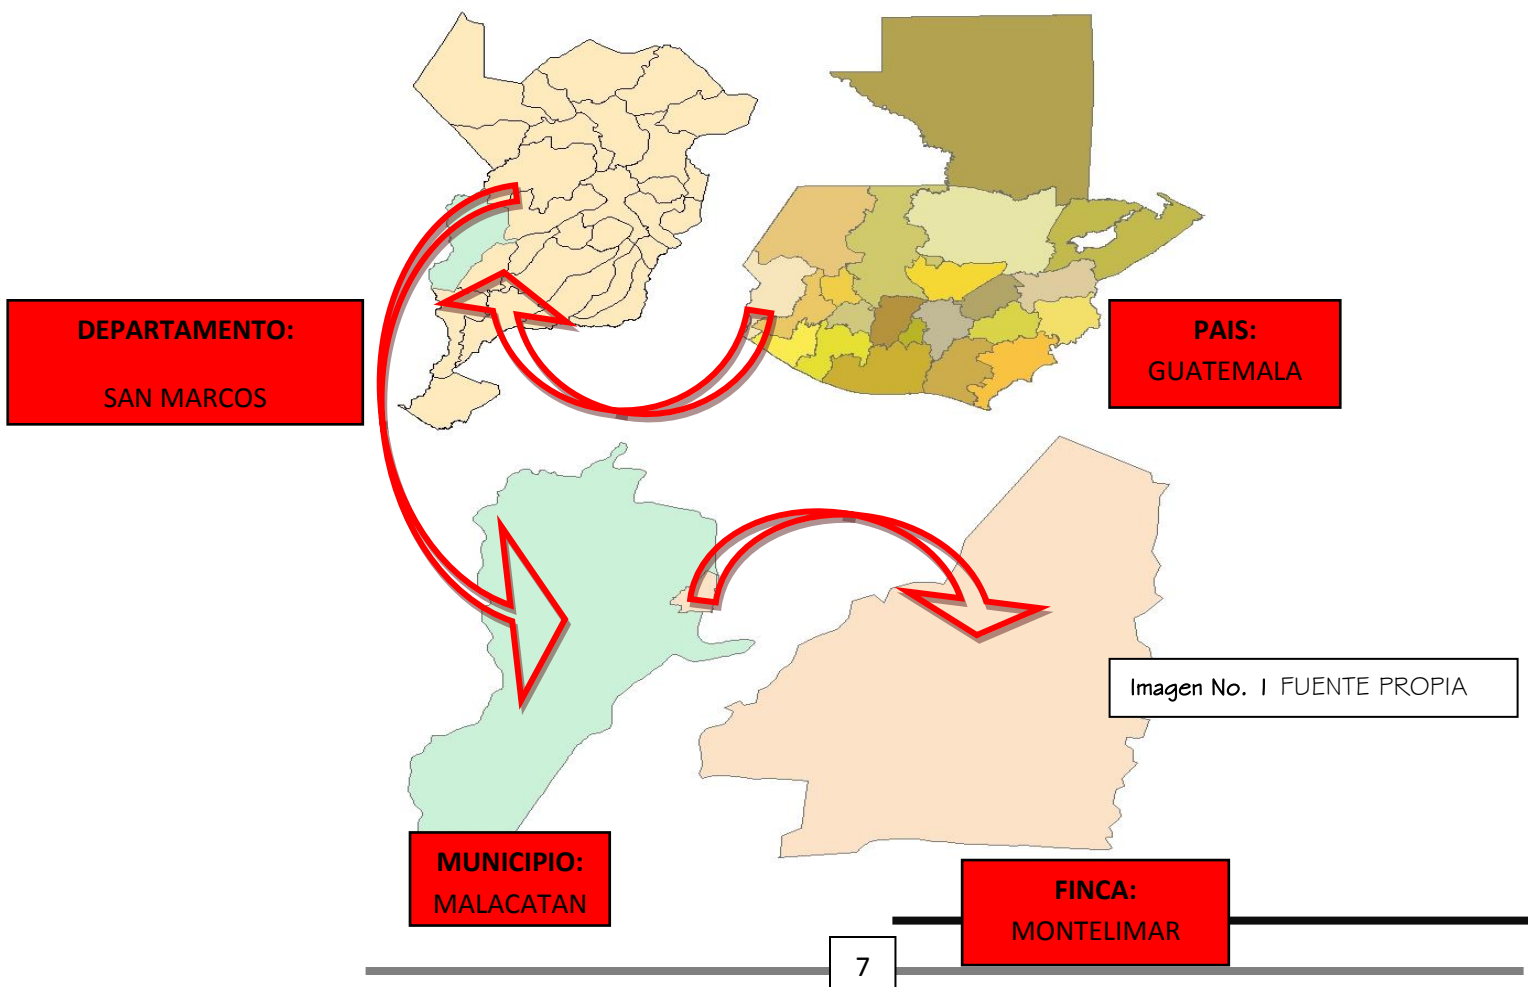 DEPARTAMENTO:
SAN MARCOS
PAIS:
GUATEMALA
Imagen No. 1 FUENTE PROPIA
MUNICIPIO:
MALACATAN
FINCA:
MONTELIMAR
7